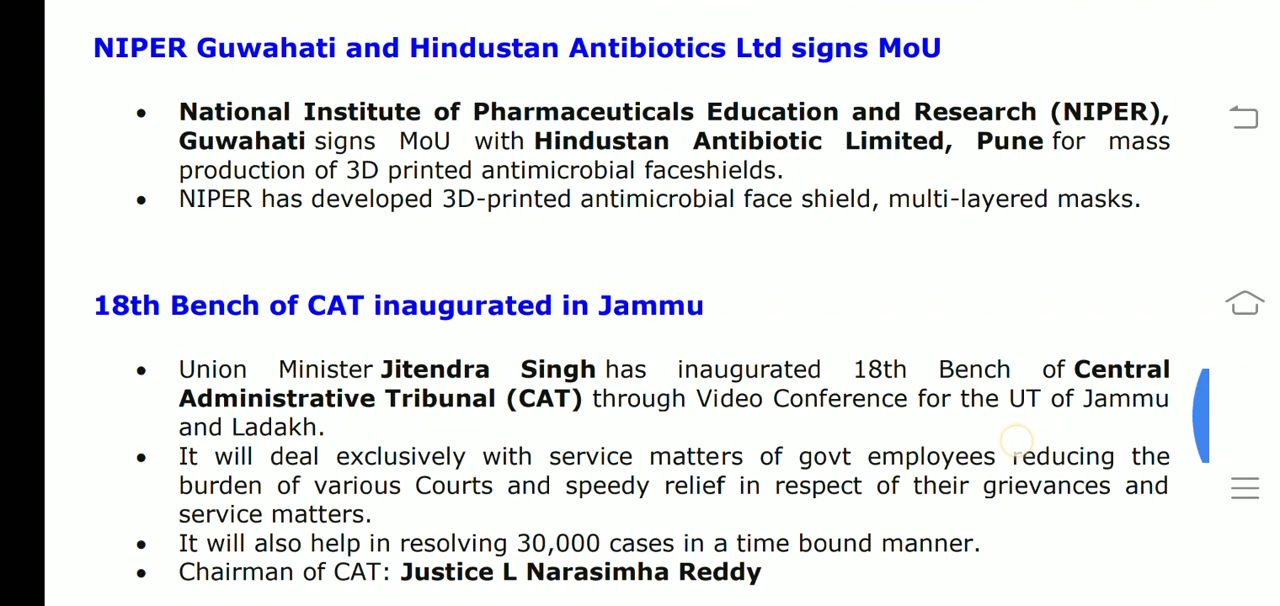 NIPER Guwahati and Hindustan Antibiotics Ltd signs MoU
• National Institute of Pharmaceuticals Education and Research (NIPER),
Guwahati signs MoU with Hindustan Antibiotic Limited, Pune for mass
production of 3D printed antimicrobial faceshields.
• NIPER has developed 3D-printed antimicrobial face shield, multi-layered masks.
18th Bench of CAT inaugurated in Jammu
• Union Minister Jitendra Singh has inaugurated 18th Bench of Central
Administrative Tribunal (CAT) through Video Conference for the UT of Jammu
and Ladakh.
• It will deal exclusively with service matters of govt employees reducing the
burden of various Courts and speedy relief in respect of their grievances and
service matters.
• It will also help in resolving 30,000 cases in a time bound manner.
• Chairman of CAT: Justice L Narasimha Reddy